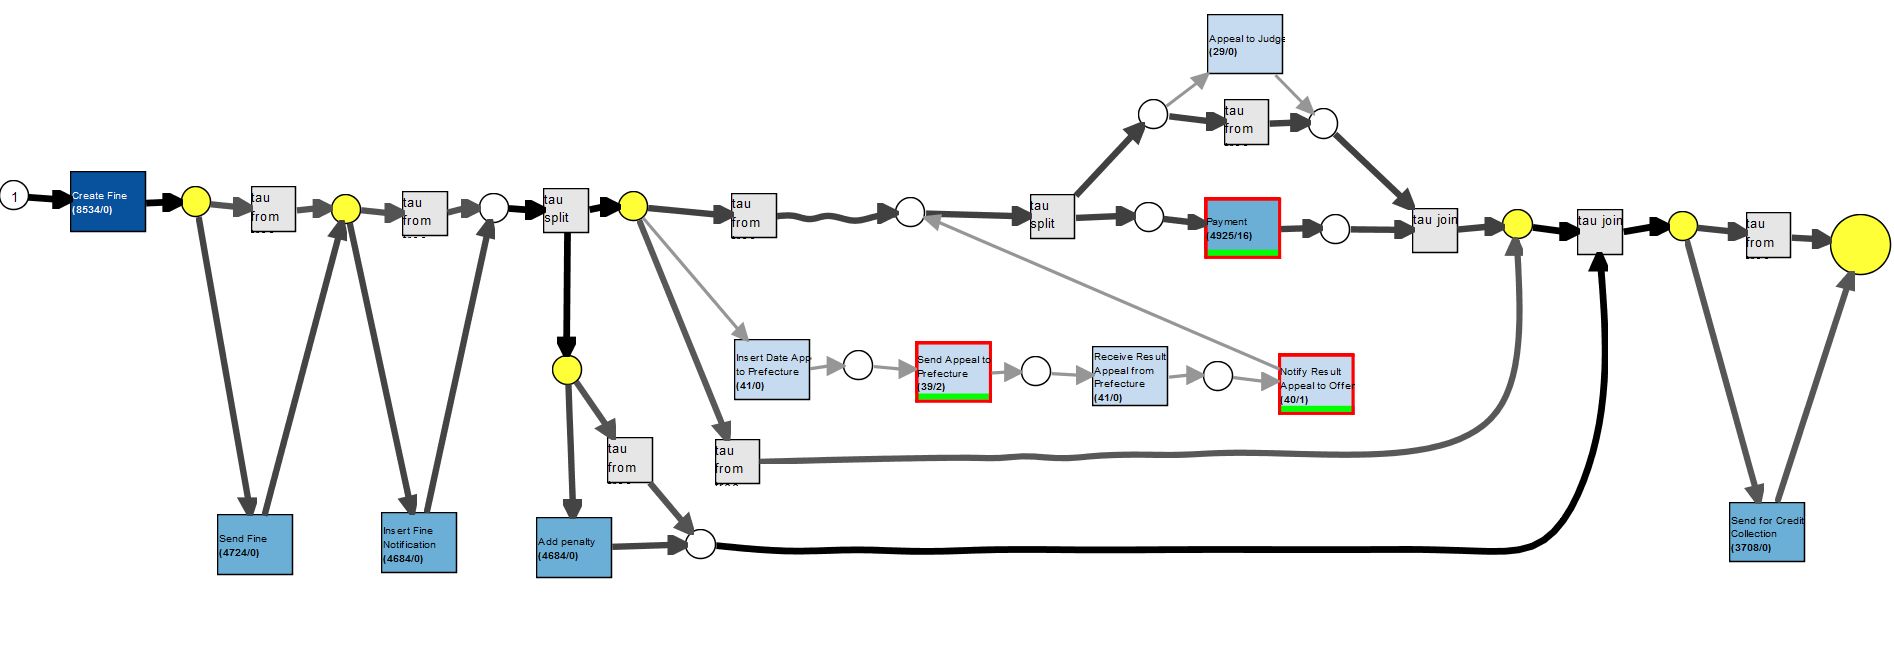 Appeal to Judge
(29/0)
tau
from
1
Create Fine
(8534/0)
tau
from
tau
from
tau
split
tau
from
tau
split
Payment
(4925/16)
tau join
tau join
tau
from
Insert Date App
to Prefecture
(41/0)
Send Appeal to
Prefecture
(39/2)
Receive Result
Appeal from
Prefecture
(41/0)
Notify Result
Appeal to Offer
(40/1)
tau
from
tau
from
Send Fine
(4724/0)
Insert Fine
Notification
(4684/0)
Add penalty
(4684/0)
Send for Credit
Collection
(3708/0)